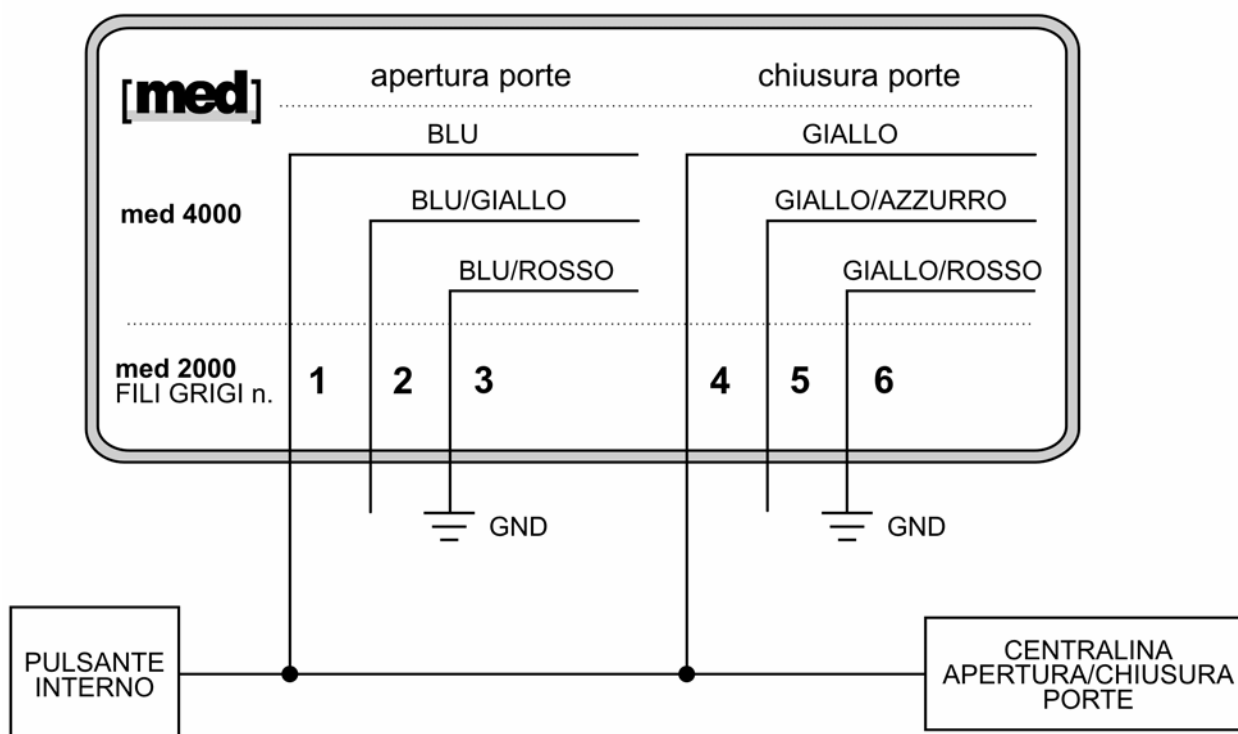 [med]
apertura porte
chiusura porte
BLU
GIALLO
med 4000
BLU/GIALLO
GIALLO/AZZURRO
BLU/ROSSO
GIALLO/ROSSO
med 2000
FILI GRIGI n.
1
2
3
4
5
6
GND
GND
PULSANTE
INTERNO
CENTRALINA
APERTURA/CHIUSURA
PORTE